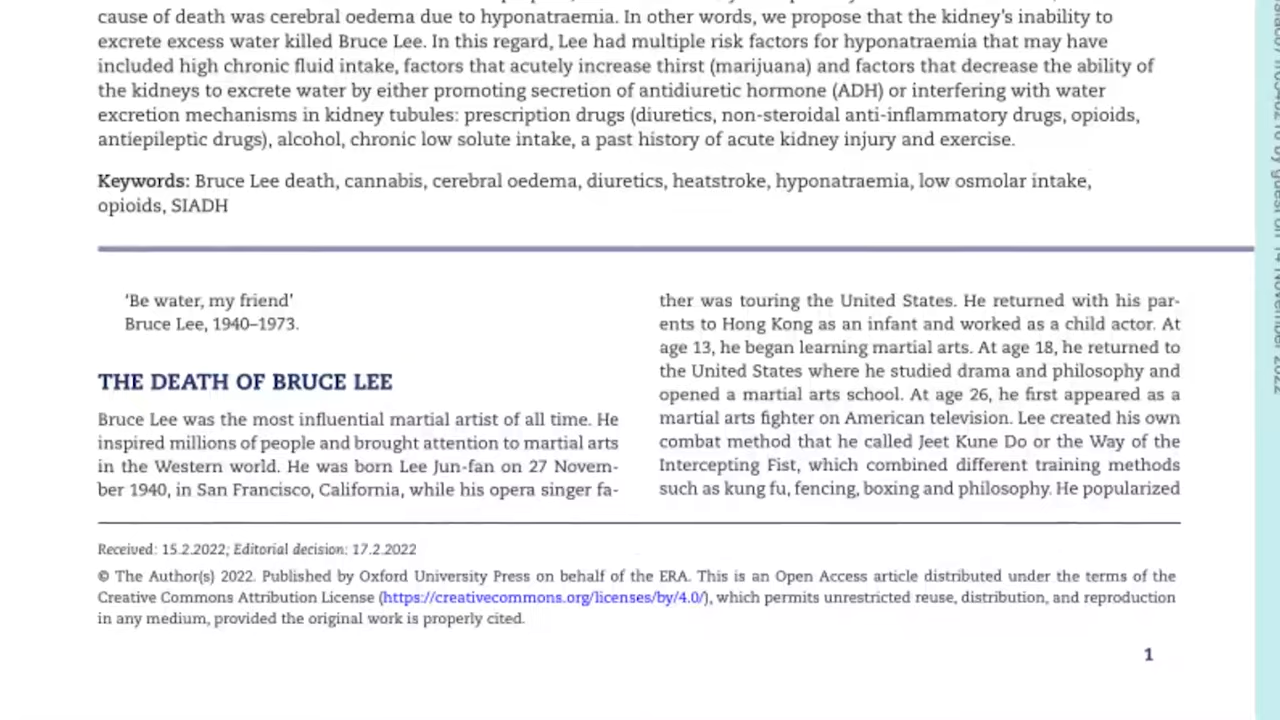 cause of death was cerebral oedema due to hyponatraemia. In other words, we propose that the kidney's inability to
excrete excess water killed Bruce Lee. In this regard, Lee had multiple risk factors for hyponatraemia that may have
included high chronic fluid intake, factors that acutely increase thirst (marijuana) and factors that decrease the ability of
the kidneys to excrete water by either promoting secretion of antidiuretic hormone (ADH) or interfering with water
excretion mechanisms in kidney tubules: prescription drugs (diuretics, non-steroidal anti-inflammatory drugs, opioids,
antiepileptic drugs), alcohol, chronic low solute intake, a past history of acute kidney injury and exercise.
Keywords: Bruce Lee death, cannabis, cerebral oedema, diuretics, heatstroke, hyponatraemia, low osmolar intake,
opioids, SIADH
'Be water, my friend'
Bruce Lee, 1940–1973.
THE DEATH OF BRUCE LEE
Bruce Lee was the most influential martial artist of all time. He
inspired millions of people and brought attention to martial arts
in the Western world. He was born Lee Jun-fan on 27 Novem-
ber 1940, in San Francisco, California, while his opera singer fa-
ther was touring the United States. He returned with his par-
ents to Hong Kong as an infant and worked as a child actor. At
age 13, he began learning martial arts. At age 18, he returned to
the United States where he studied drama and philosophy and
opened a martial arts school. At age 26, he first appeared as a
martial arts fighter on American television. Lee created his own
combat method that he called Jeet Kune Do or the Way of the
Intercepting Fist, which combined different training methods
such as kung fu, fencing, boxing and philosophy. He popularized
Received: 15.2.2022; Editorial decision: 17.2.2022
© The Author(s) 2022. Published by Oxford University Press on behalf of the ERA. This is an Open Access article distributed under the terms of the
Creative Commons Attribution License (https://creativecommons.org/licenses/by/4.0/), which permits unrestricted reuse, distribution, and reproduction
in any medium, provided the original work is properly cited.
1
by guest on 14 November 2022